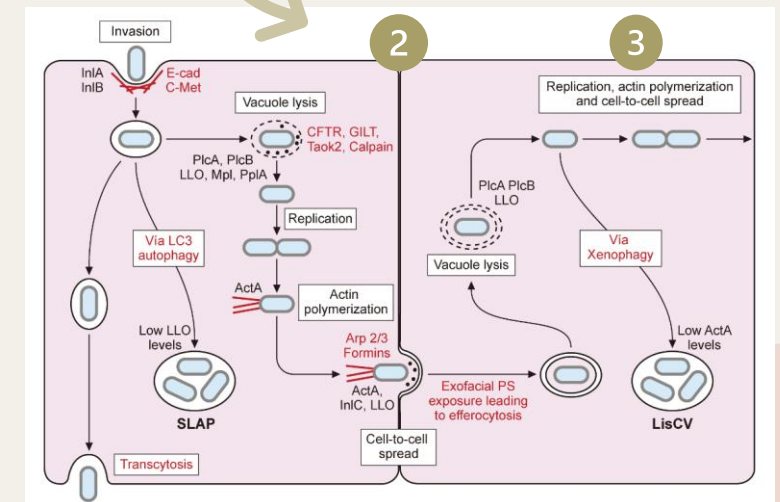 2
3
Invasion
InlA
InlB
E-cad
C-Met
Vacuole lysis
CFTR, GILT,
Taok2, Calpain
PlcA, PlcB
LLO, Mpl, PplA
Replication
Via LC3
autophagy
ActA
Actin
polymerization
Low LLO
levels
SLAP
Arp 2/3
Formins
ActA,
InlC, LLO
Transcytosis
Cell-to-cell
spread
Exofacial PS
exposure leading
to efferocytosis
Replication, actin polymerization
and cell-to-cell spread
PlcA PlcB
LLO
Vacuole lysis
Via
Xenophagy
Low ActA
levels
LisCV